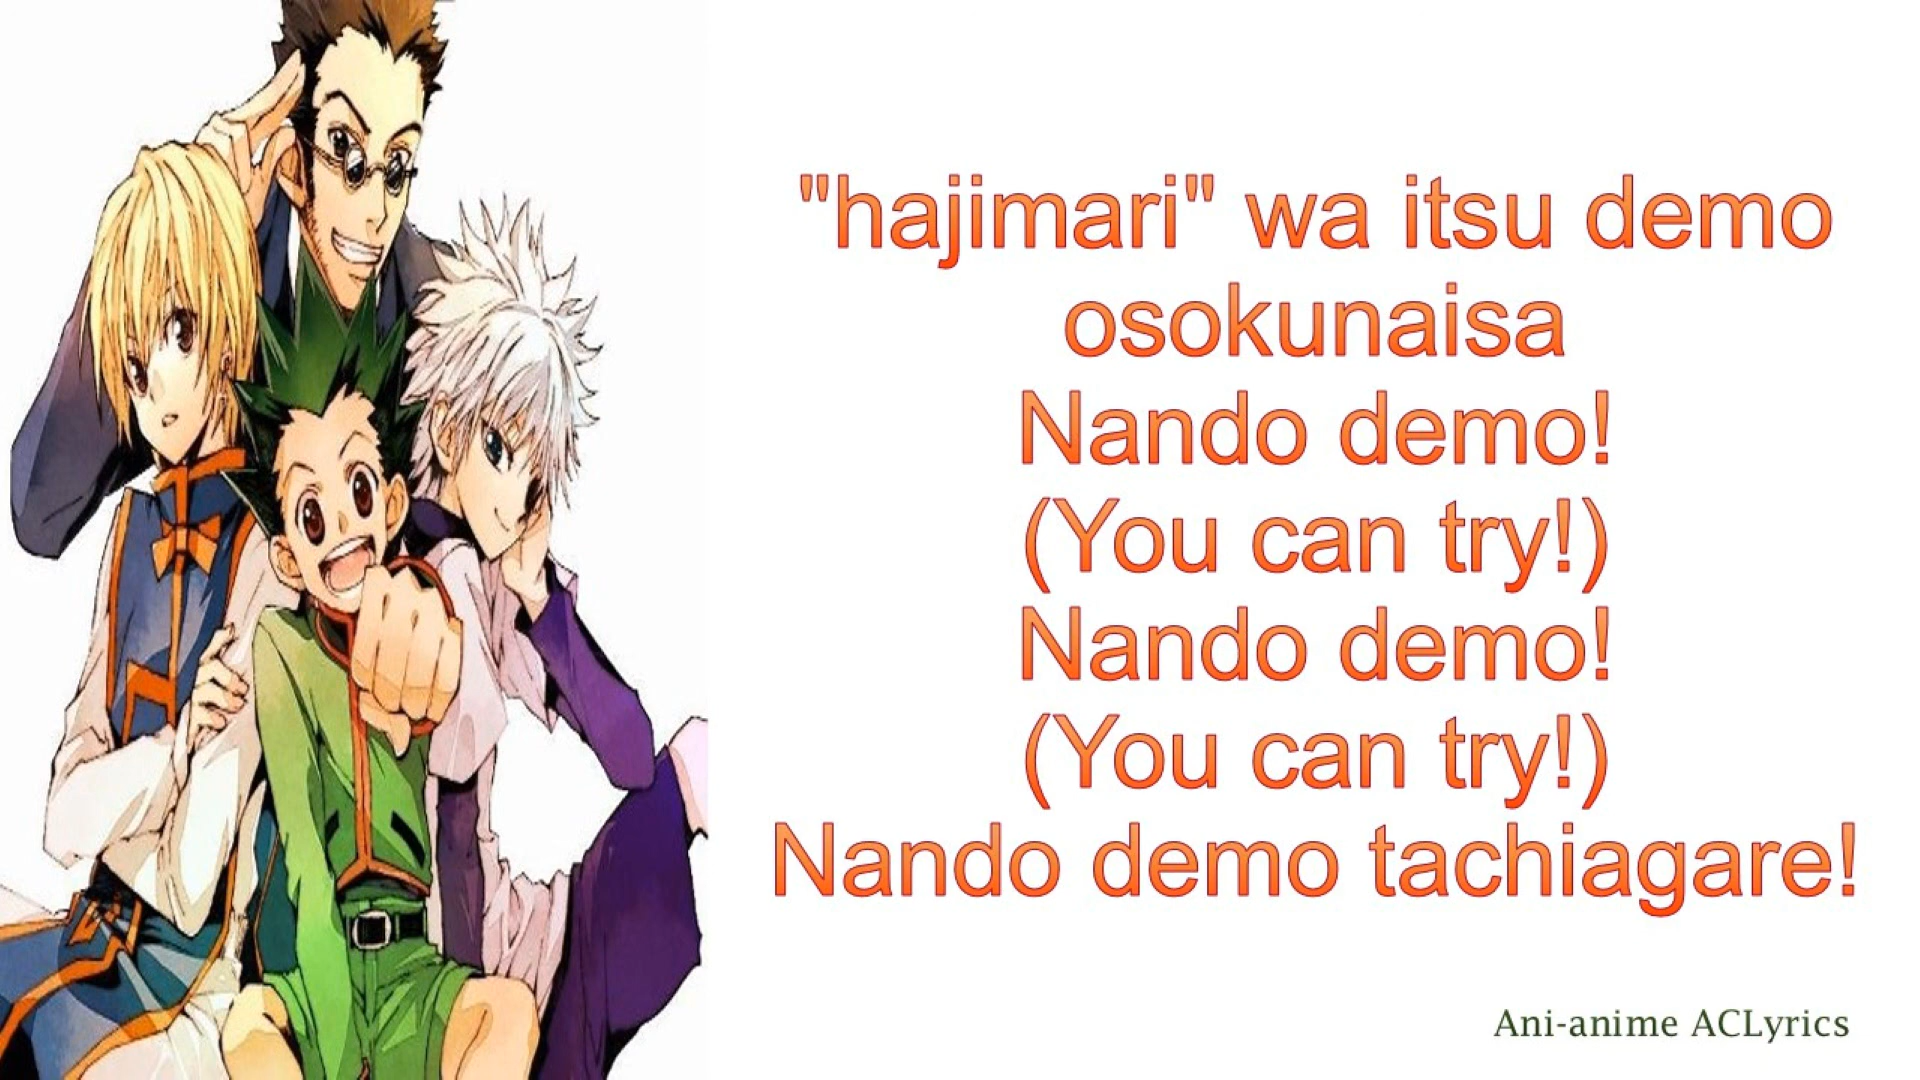 "hajimari" wa itsu demo
osokunaisa
Nando demo!
(You can try!)
Nando demo!
(You can try!)
Nando demo tachiagare!
Ani-anime ACLyrics